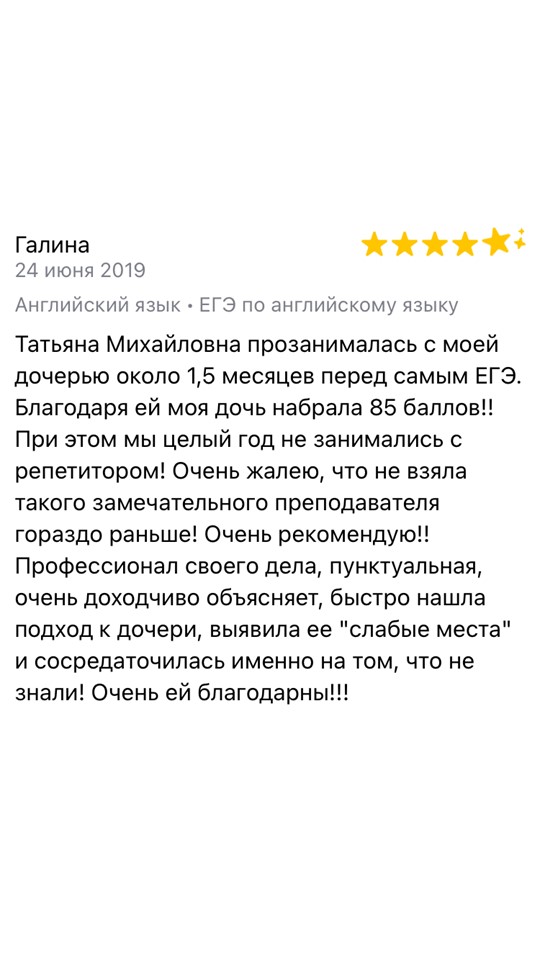 Галина
24 июня 2019
Английский язык • ЕГЭ по английскому языку
Татьяна Михайловна прозанималась с моей
дочерью около 1,5 месяцев перед самым ЕГЭ.
Благодаря ей моя дочь набрала 85 баллов!!
При этом мы целый год не занимались с
репетитором! Очень жалею, что не взяла
такого замечательного преподавателя
гораздо раньше! Очень рекомендую!!
Профессионал своего дела, пунктуальная,
очень доходчиво объясняет, быстро нашла
подход к дочери, выявила ее "слабые места"
и сосредаточилась именно на том, что не
знали! Очень ей благодарны!!!